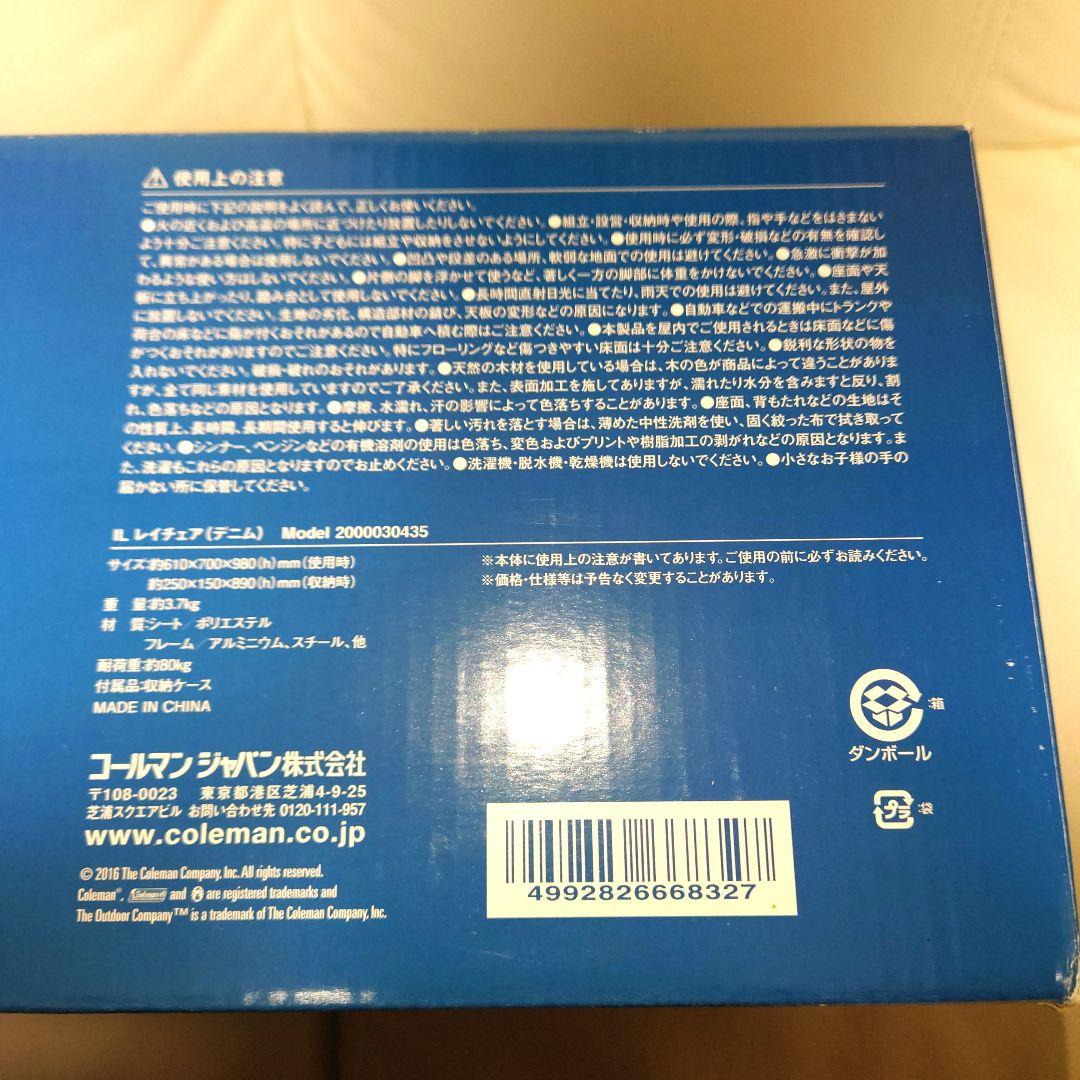 ⚠ 使用上の注意
ご使用時に下記の説明をよく読んで、正しくお使いください。
●火の近くおよび高温の場所に近づけたり放置したりしないでください。●組立・設営・収納時や使用の際、指や手などをはさまない
よう十分ご注意ください。特に子どもには組立や収納をさせないようにしてください。●使用時に必ず変形・破損などの有無を確認し
て、異常がある場合は使用しないでください。●凹凸や段差のある場所、軟弱な地面での使用は避けてください。●急激に衝撃が加
わるような使い方はしないでください。●片側の脚を浮かせて使うなど、著しく一方の脚部に体重をかけないでください。●座面や天
板に立ち上がったり、踏み台として使用しないでください。●長時間直射日光に当てたり、雨天での使用は避けてください。また、屋外
に放置しないでください。生地の劣化、構造部材の錆び、天板の変形などの原因になります。●自動車などでの運搬中にトランクや
荷台の床などに傷が付くおそれがあるので自動車へ積む際はご注意ください。●本製品を屋内でご使用されるときは床面などに傷
がつくおそれがありますのでご注意ください。特にフローリングなど傷つきやすい床面は十分ご注意ください。●鋭利な形状の物を
入れないでください。破損・破れのおそれがあります。●天然の木材を使用している場合は、木の色が商品によって違うことがありま
すが、全て同じ素材を使用していますのでご了承ください。また、表面加工を施してありますが、濡れたり水分を含みますと反り、割
れ、色落ちなどの原因となります。●摩擦、水濡れ、汗の影響によって色落ちすることがあります。●座面、背もたれなどの生地はそ
の性質上、長時間、長期間使用すると伸びます。●著しい汚れを落とす場合は、薄めた中性洗剤を使い、固く絞った布で拭き取って
ください。●シンナー、ベンジンなどの有機溶剤の使用は色落ち、変色およびプリントや樹脂加工の剥がれなどの原因となります。ま
た、洗濯もこれらの原因となりますのでお止めください。●洗濯機・脱水機・乾燥機は使用しないでください。●小さなお子様の手の
届かない所に保管してください。
IL レイチェア(デニム) Model 2000030435
サイズ:約610×700×980(h)mm(使用時)
約250×150×890(h)mm(収納時)
重 量:約3.7kg
材 質:シート/ポリエステル
フレーム/アルミニウム、スチール、他
耐荷重:約80kg
付属品:収納ケース
MADE IN CHINA
※本体に使用上の注意が書いてあります。ご使用の前に必ずお読みください。
※価格・仕様等は予告なく変更することがあります。
コールマン ジャパン株式会社
〒108-0023 東京都港区芝浦4-9-25
芝浦スクエアビル お問い合わせ先 0120-111-957
www.coleman.co.jp
© 2016 The Coleman Company, Inc. All rights reserved.
Coleman®, Coleman and are registered trademarks and
The Outdoor Company™ is a trademark of The Coleman Company, Inc.
:箱
ダンボール
プラ :袋
4992826668327